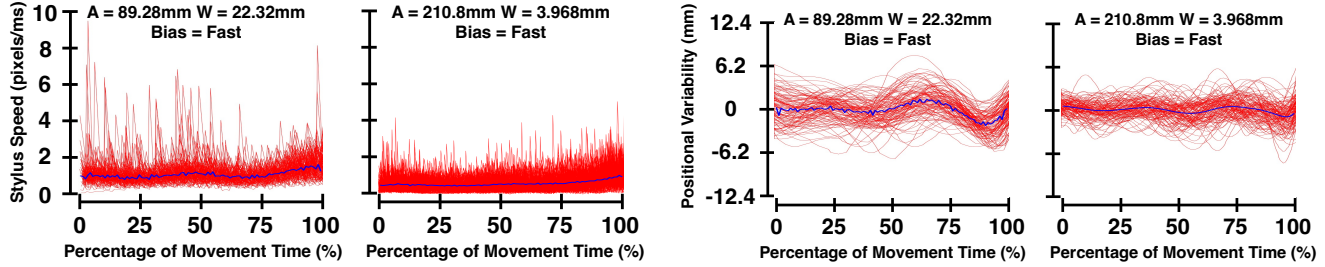 A = 89.28mm W = 22.32mm
Bias = Fast
Stylus Speed (pixels/ms)
10
8
6
4
2
0
0 25 50 75 100
Percentage of Movement Time (%)
A = 210.8mm W = 3.968mm
Bias = Fast
0 25 50 75 100
Percentage of Movement Time (%)
A = 89.28mm W = 22.32mm
Bias = Fast
Positional Variability (mm)
12.4
6.2
0
-6.2
-12.4
0 25 50 75 100
Percentage of Movement Time (%)
A = 210.8mm W = 3.968mm
Bias = Fast
0 25 50 75 100
Percentage of Movement Time (%)